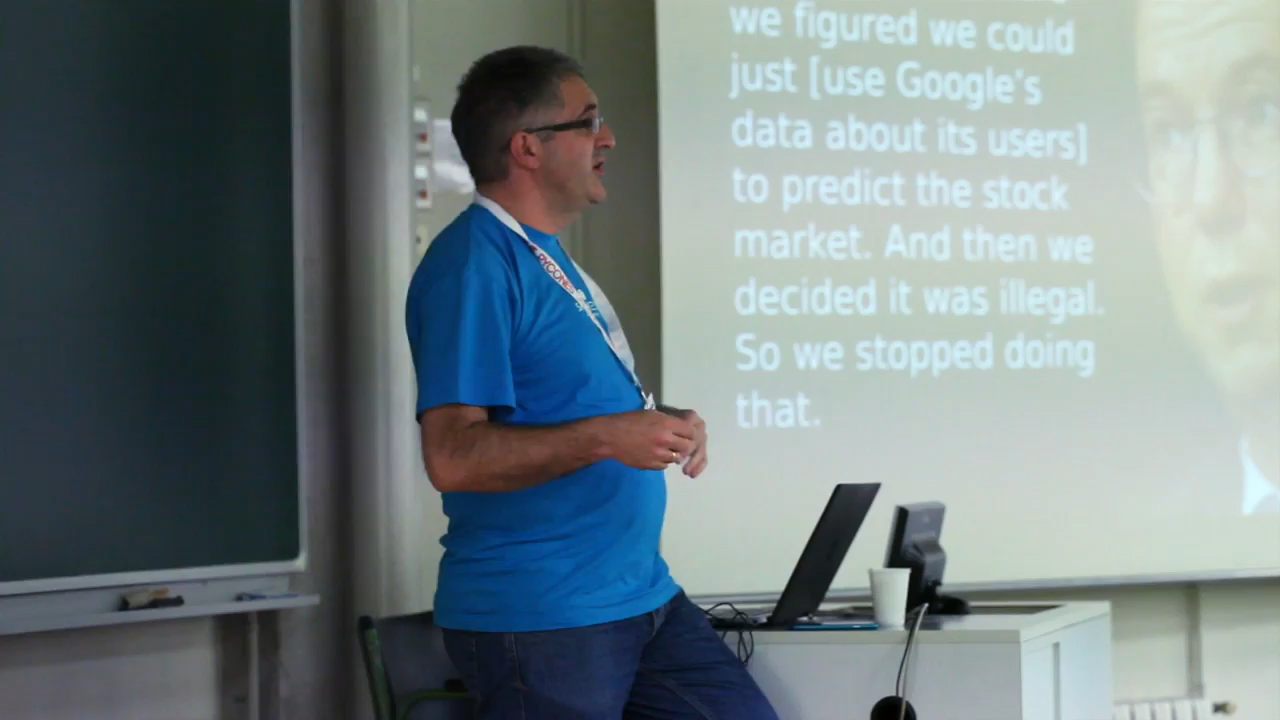 we figured we could
just [use Google's
data about its users]
to predict the stock
market. And then we
decided it was illegal.
So we stopped doing
that.
PYCON